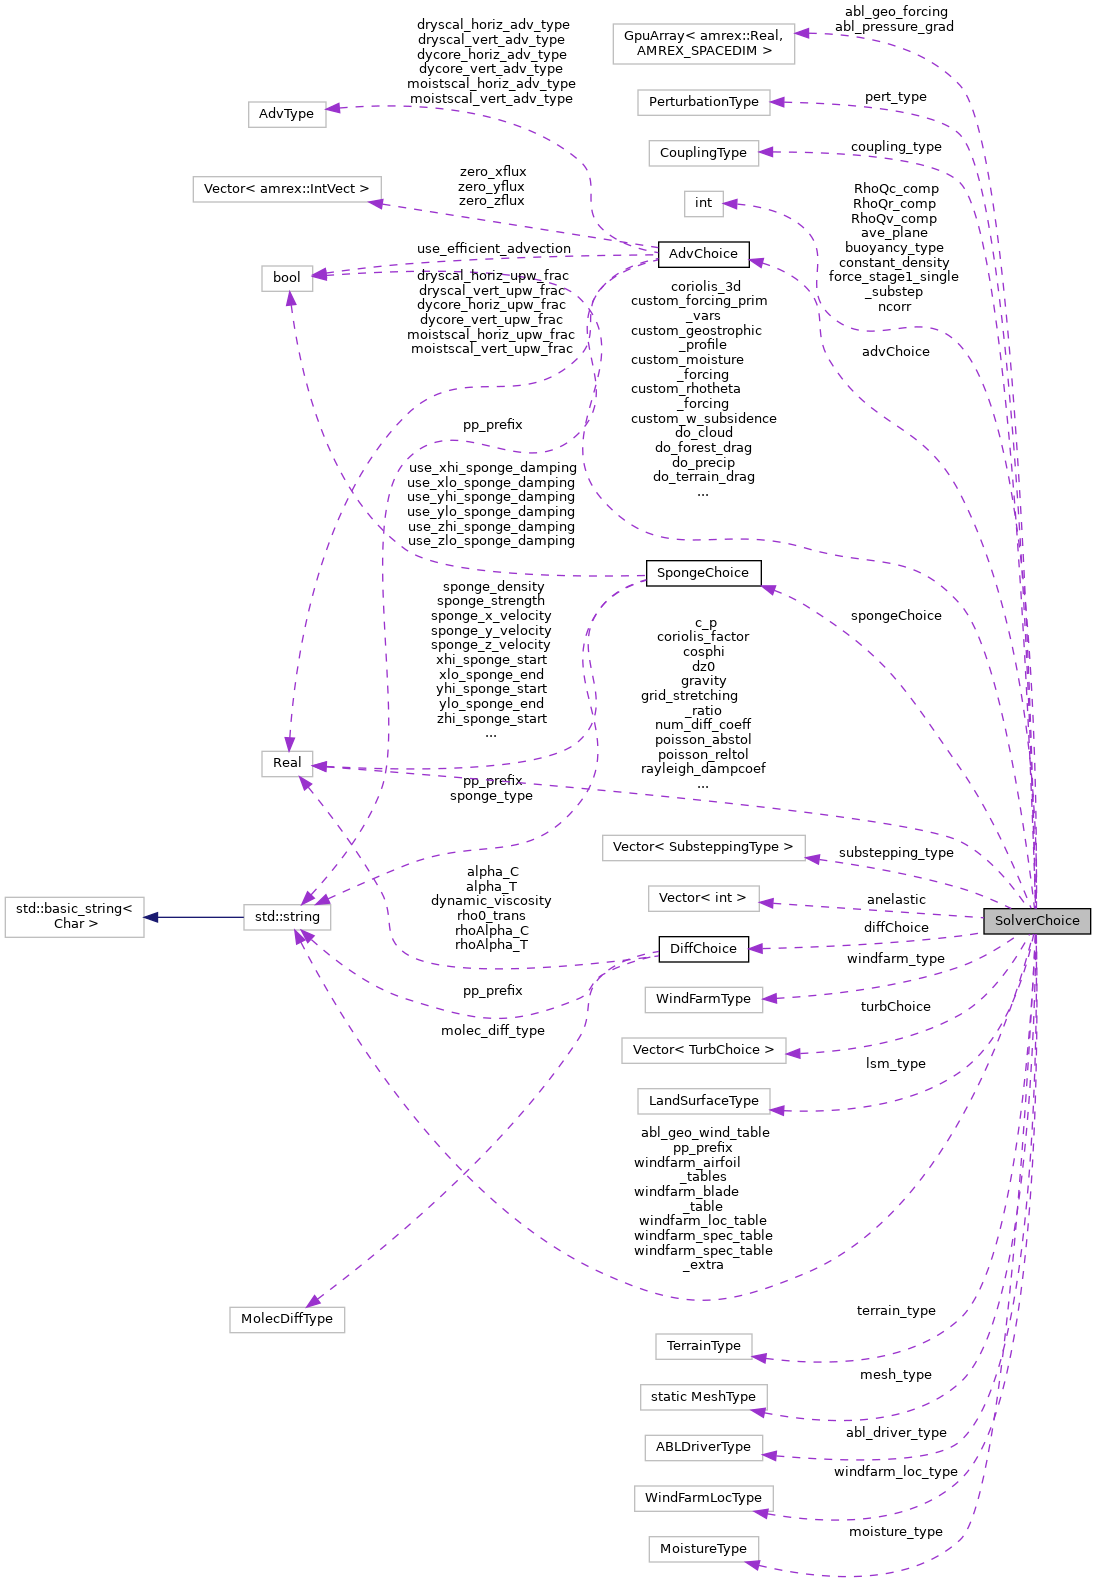 dryscal_horiz_adv_type
dryscal_vert_adv_type
dycore_horiz_adv_type
dycore_vert_adv_type
moistscal_horiz_adv_type
moistscal_vert_adv_type
AdvType
Vector< amrex::IntVect >
zero_xflux
zero_yflux
zero_zflux
use_efficient_advection
bool
dryscal_horiz_upw_frac
dryscal_vert_upw_frac
dycore_horiz_upw_frac
dycore_vert_upw_frac
moistscal_horiz_upw_frac
moistscal_vert_upw_frac
pp_prefix
use_xhi_sponge_damping
use_xlo_sponge_damping
use_yhi_sponge_damping
use_ylo_sponge_damping
use_zhi_sponge_damping
use_zlo_sponge_damping
sponge_density
sponge_strength
sponge_x_velocity
sponge_y_velocity
sponge_z_velocity
xhi_sponge_start
xlo_sponge_end
yhi_sponge_start
ylo_sponge_end
zhi_sponge_start
...
Real
pp_prefix
sponge_type
alpha_C
alpha_T
dynamic_viscosity
rho0_trans
rhoAlpha_C
rhoAlpha_T
std::basic_string<
Char >
std::string
pp_prefix
molec_diff_type
MolecDiffType
GpuArray< amrex::Real,
AMREX_SPACEDIM >
PerturbationType
CouplingType
int
AdvChoice
coriolis_3d
custom_forcing_prim
_vars
custom_geostrophic
_profile
custom_moisture
_forcing
custom_rhotheta
_forcing
custom_w_subsidence
do_cloud
do_forest_drag
do_precip
do_terrain_drag
...
SpongeChoice
c_p
coriolis_factor
cosphi
dz0
gravity
grid_stretching
_ratio
num_diff_coeff
poisson_abstol
poisson_reltol
rayleigh_dampcoef
...
Vector< SubsteppingType >
Vector< int >
DiffChoice
WindFarmType
Vector< TurbChoice >
LandSurfaceType
abl_geo_wind_table
pp_prefix
windfarm_airfoil
_tables
windfarm_blade
_table
windfarm_loc_table
windfarm_spec_table
windfarm_spec_table
_extra
TerrainType
static MeshType
ABLDriverType
WindFarmLocType
MoistureType
abl_geo_forcing
abl_pressure_grad
pert_type
coupling_type
RhoQc_comp
RhoQr_comp
RhoQv_comp
ave_plane
buoyancy_type
constant_density
force_stage1_single
_substep
ncorr
advChoice
spongeChoice
substepping_type
anelastic
diffChoice
windfarm_type
turbChoice
lsm_type
SolverChoice
terrain_type
mesh_type
abl_driver_type
windfarm_loc_type
moisture_type